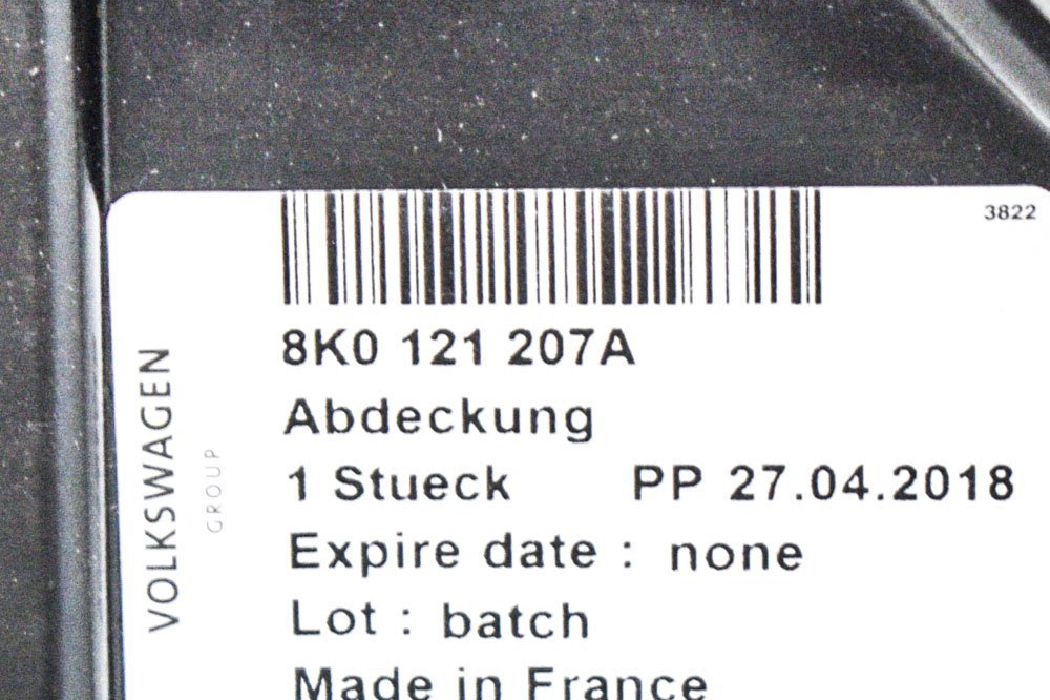 3822
8K0 121 207A
Abdeckung
1 Stueck PP 27.04.2018
Expire date : none
Lot : batch
Made in France
VOLKSWAGEN
GROUP